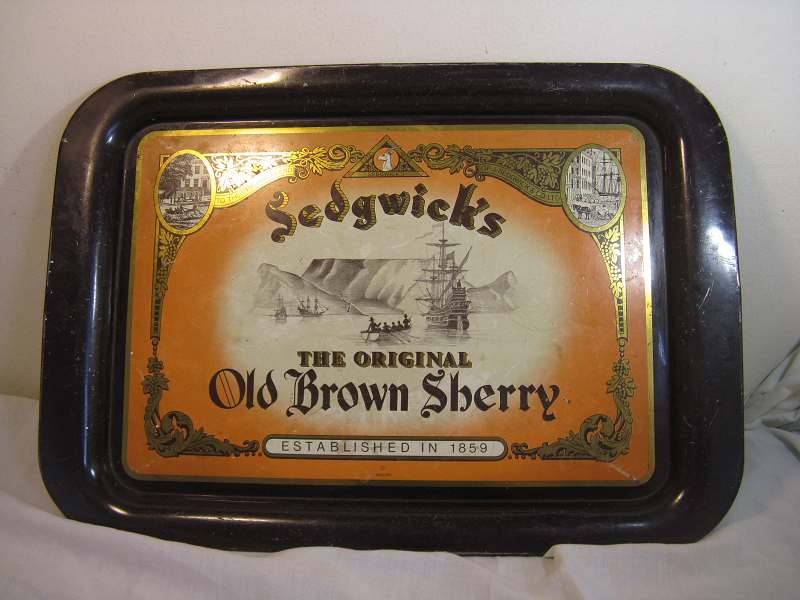 Sedgwick's
THE ORIGINAL
Old Brown Sherry
ESTABLISHED IN 1859